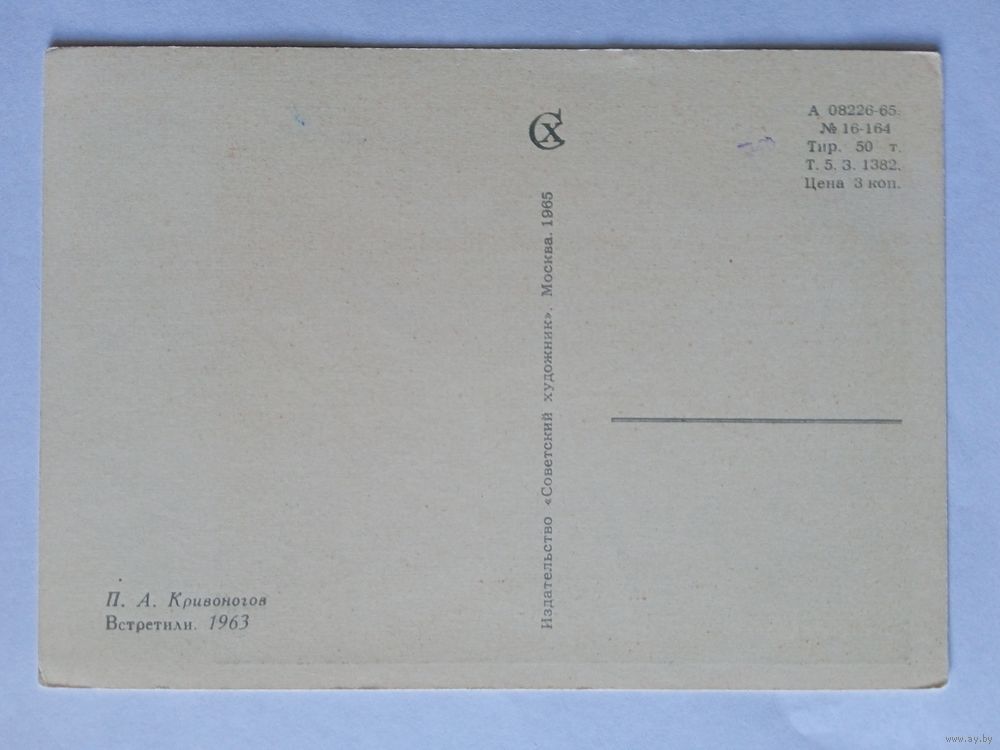 СХ
А 08226-65.
№ 16-164
Тир. 50 т.
Т. 5. З. 1382.
Цена 3 коп.
Издательство «Советский художник». Москва. 1965
П. А. Кривоногов
Встретили. 1963
www.ay.by